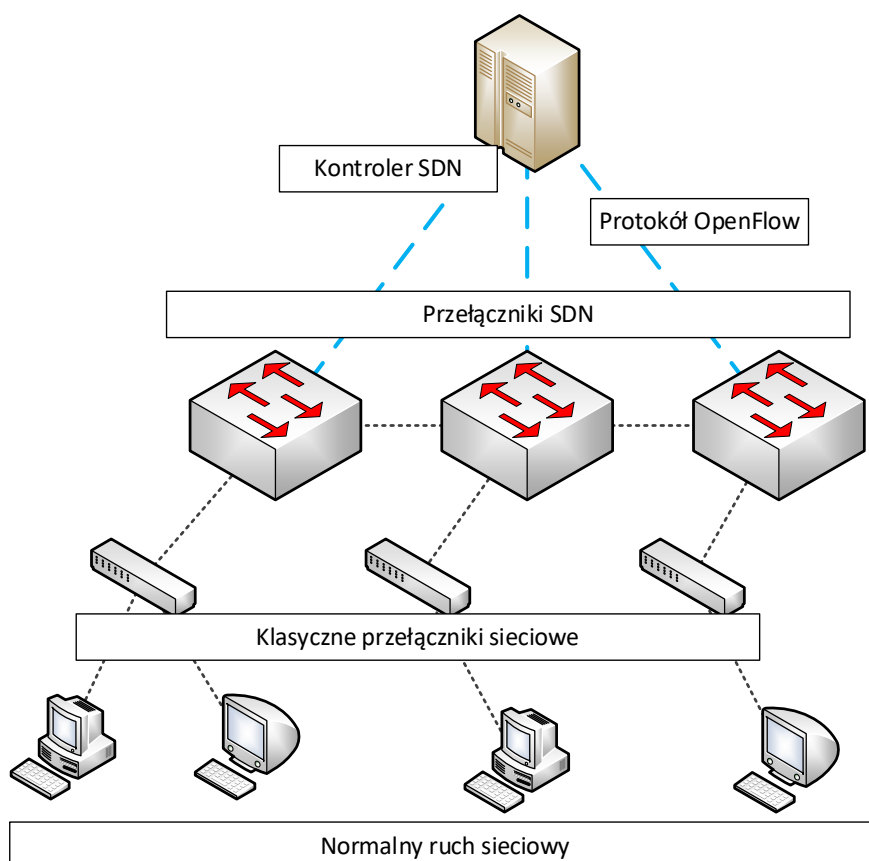 Kontroler SDN
Protokół OpenFlow
Przełączniki SDN
Klasyczne przełączniki sieciowe
Normalny ruch sieciowy